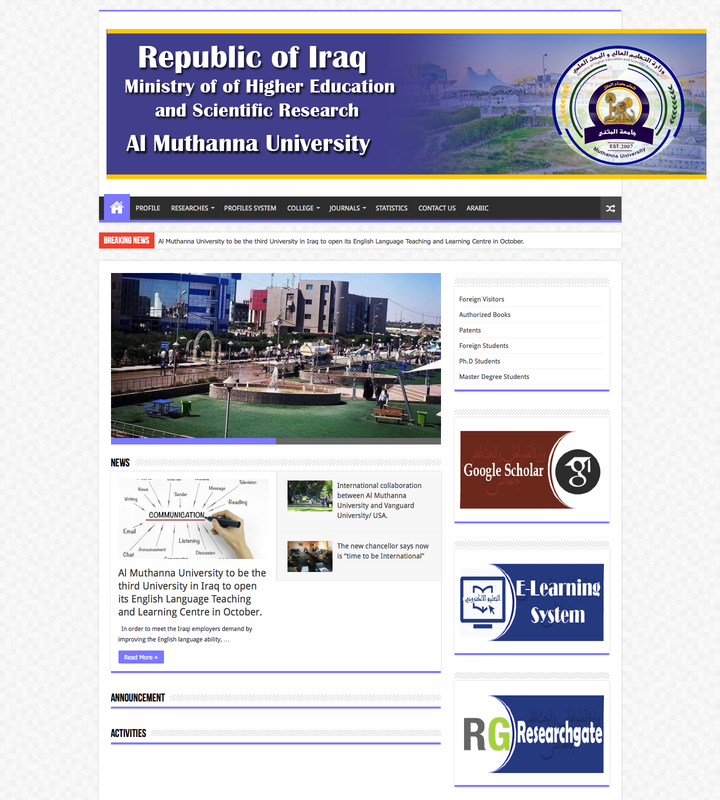 Republic of Iraq
Ministry of of Higher Education
and Scientific Research
Al Muthanna University
وزارة التعليم العالي و البحث العلمي
جامعة المثنى
EST.2007
Muthanna University
PROFILE
RESEARCHES
PROFILES SYSTEM
COLLEGE
JOURNALS
STATISTICS
CONTACT US
ARABIC
BREAKING NEWS
Al Muthanna University to be the third University in Iraq to open its English Language Teaching and Learning Centre in October.
Foreign Visitors
Authorized Books
Patents
Foreign Students
Ph.D Students
Master Degree Students
Google Scholar
g
NEWS
Television
Message
News
Sender
Writing
Reading
COMMUNICATION
Email
Listening
Chat
Announcement
Discussion
Al Muthanna University to be the
third University in Iraq to open
its English Language Teaching
and Learning Centre in October.
In order to meet the Iraqi employers demand by
improving the English language ability, …
Read More »
International collaboration
between Al Muthanna
University and Vanguard
University/ USA.
The new chancellor says now
is “time to be International”
E-Learning
System
التعليم الالكتروني
ANNOUNCEMENT
ACTIVITIES
RG Researchgate